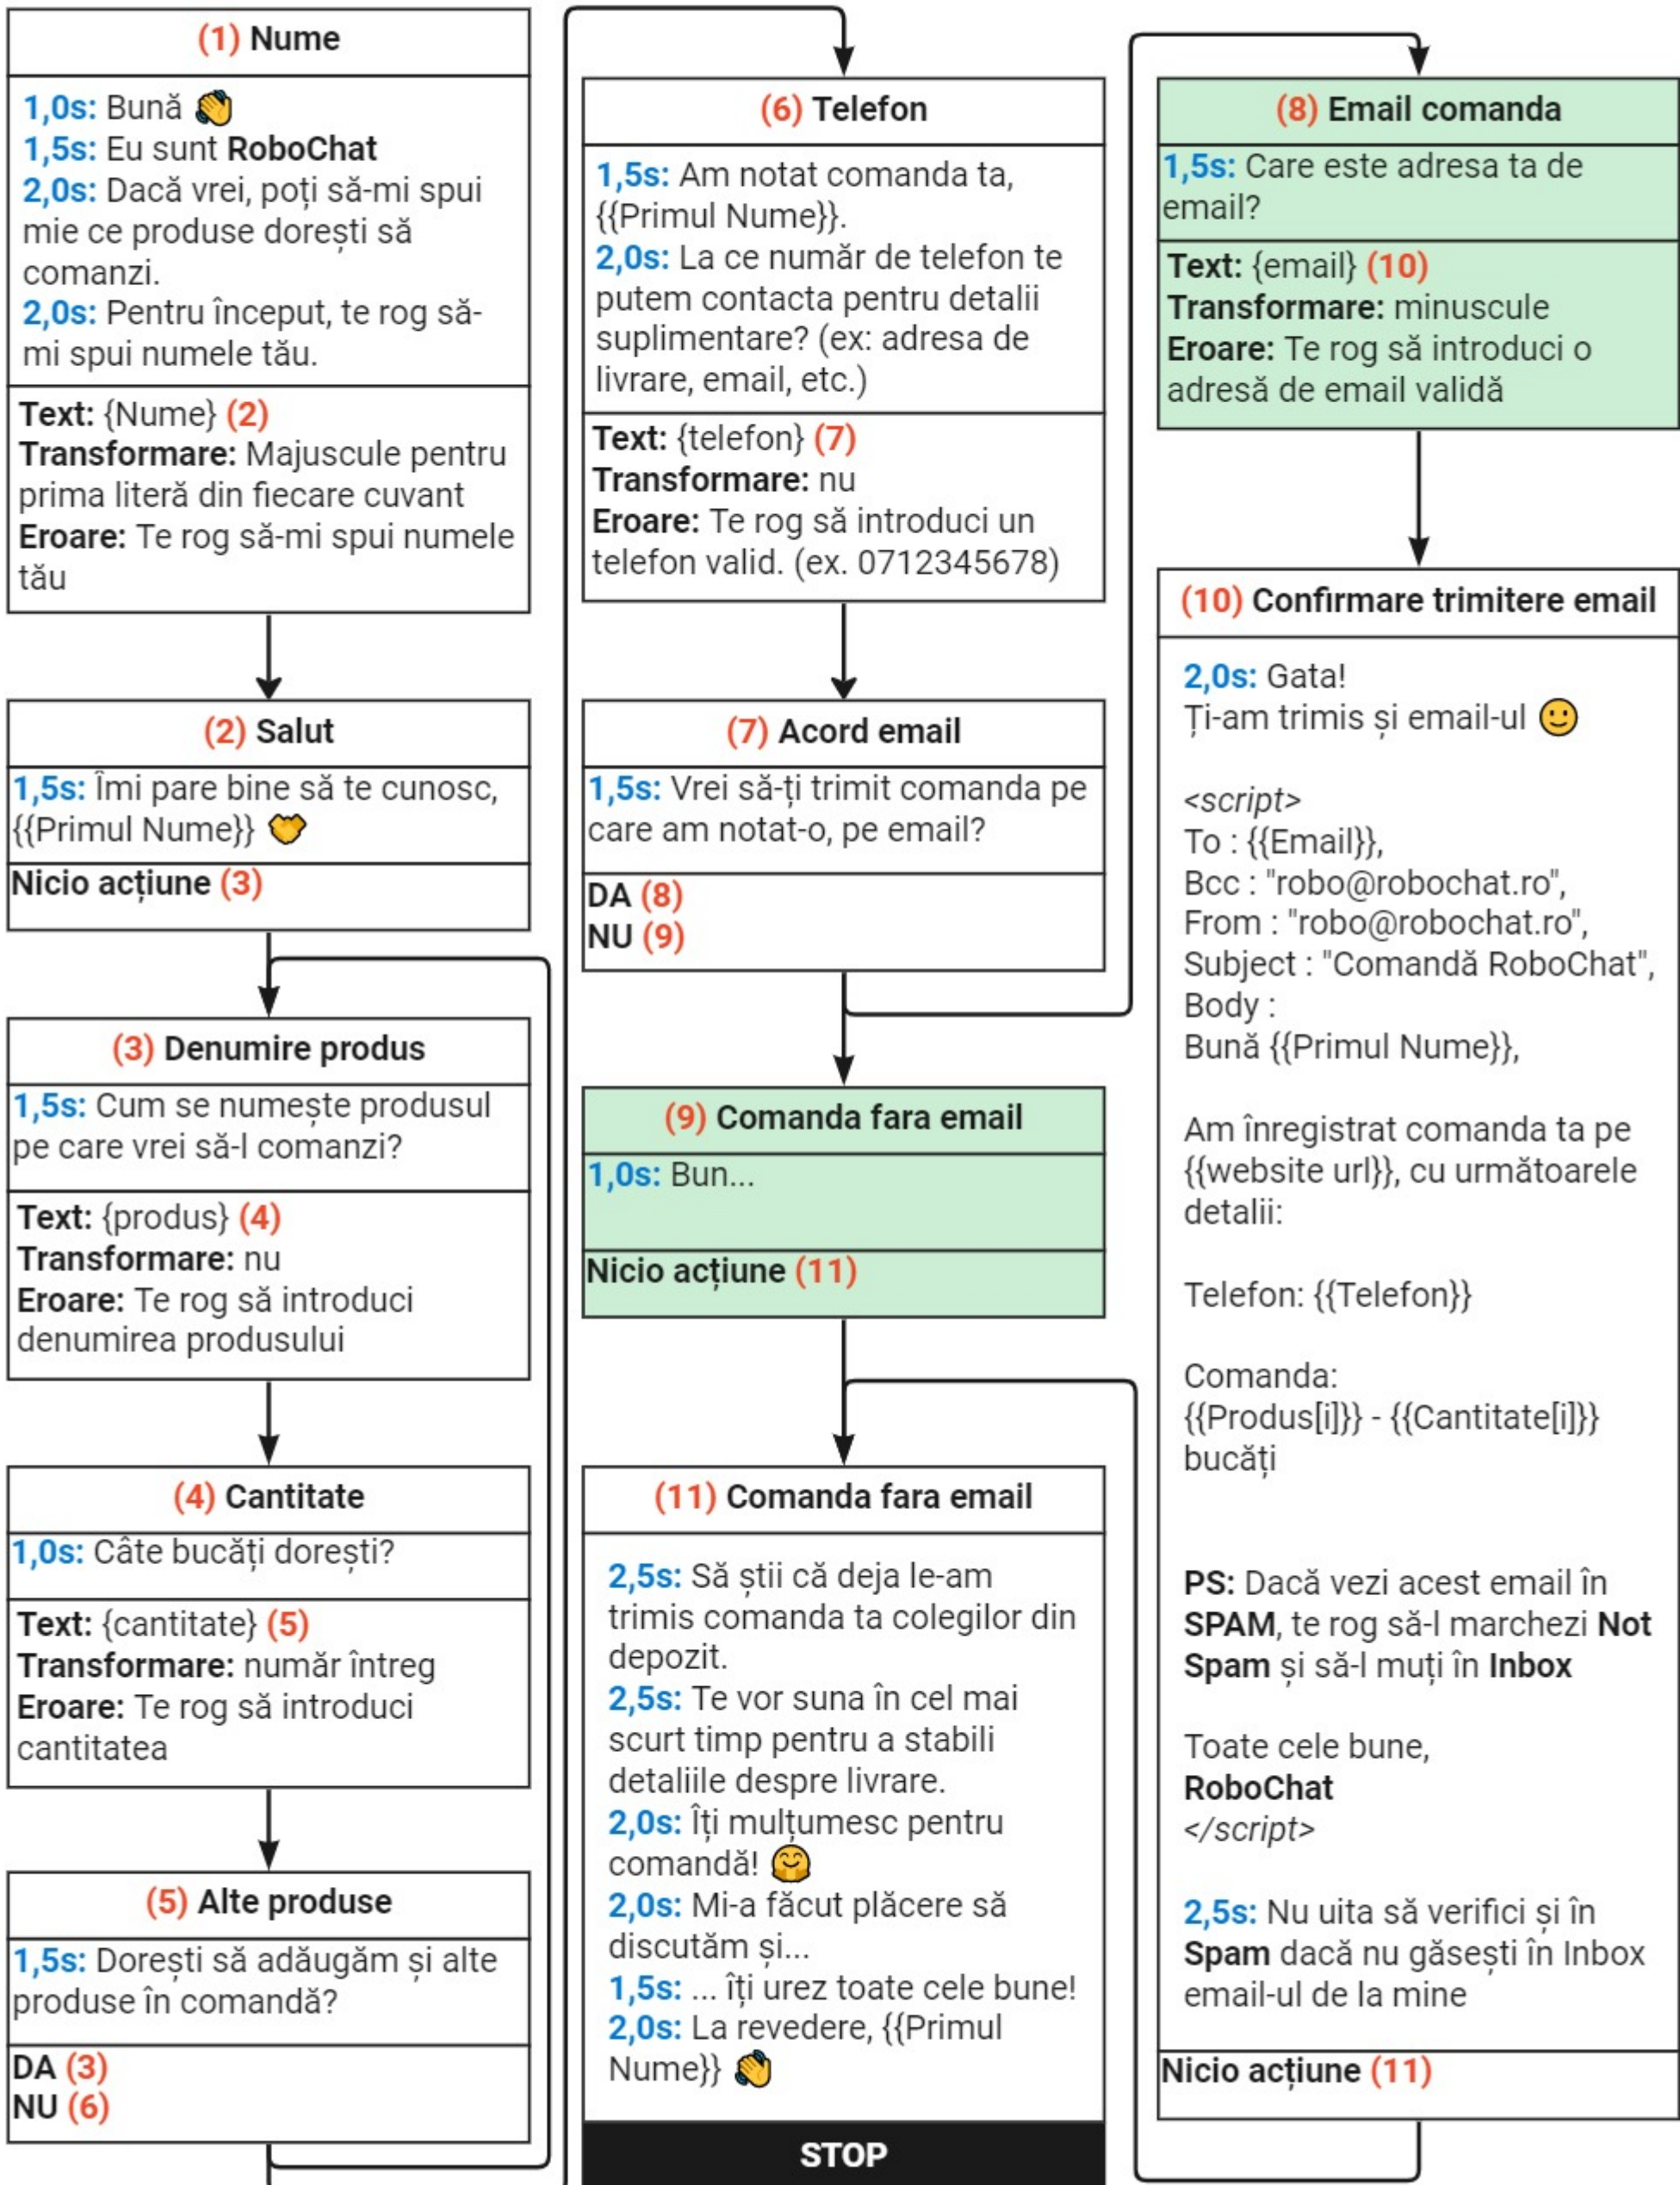 (1) Nume
1,0s: Bună 👋
1,5s: Eu sunt RoboChat
2,0s: Dacă vrei, poți să-mi spui
mie ce produse dorești să
comanzi.
2,0s: Pentru început, te rog să-
mi spui numele tău.
Text: {Nume} (2)
Transformare: Majuscule pentru
prima literă din fiecare cuvant
Eroare: Te rog să-mi spui numele
tău
(2) Salut
1,5s: Îmi pare bine să te cunosc,
{{Primul Nume}} 🤝
Nicio acțiune (3)
(3) Denumire produs
1,5s: Cum se numește produsul
pe care vrei să-l comanzi?
Text: {produs} (4)
Transformare: nu
Eroare: Te rog să introduci
denumirea produsului
(4) Cantitate
1,0s: Câte bucăți dorești?
Text: {cantitate} (5)
Transformare: număr întreg
Eroare: Te rog să introduci
cantitatea
(5) Alte produse
1,5s: Dorești să adăugăm și alte
produse în comandă?
DA (3)
NU (6)
(6) Telefon
1,5s: Am notat comanda ta,
{{Primul Nume}}.
2,0s: La ce număr de telefon te
putem contacta pentru detalii
suplimentare? (ex: adresa de
livrare, email, etc.)
Text: {telefon} (7)
Transformare: nu
Eroare: Te rog să introduci un
telefon valid. (ex. 0712345678)
(7) Acord email
1,5s: Vrei să-ți trimit comanda pe
care am notat-o, pe email?
DA (8)
NU (9)
(9) Comanda fara email
1,0s: Bun...
Nicio acțiune (11)
(11) Comanda fara email
2,5s: Să știi că deja le-am
trimis comanda ta colegilor din
depozit.
2,5s: Te vor suna în cel mai
scurt timp pentru a stabili
detaliile despre livrare.
2,0s: Îți mulțumesc pentru
comandă! 🤗
2,0s: Mi-a făcut plăcere să
discutăm și...
1,5s: ... îți urez toate cele bune!
2,0s: La revedere, {{Primul
Nume}} 👋
STOP
(8) Email comanda
1,5s: Care este adresa ta de
email?
Text: {email} (10)
Transformare: minuscule
Eroare: Te rog să introduci o
adresă de email validă
(10) Confirmare trimitere email
2,0s: Gata!
Ți-am trimis și email-ul 🙂
<script>
To : {{Email}},
Bcc : "robo@robochat.ro",
From : "robo@robochat.ro",
Subject : "Comandă RoboChat",
Body :
Bună {{Primul Nume}},
Am înregistrat comanda ta pe
{{website url}}, cu următoarele
detalii:
Telefon: {{Telefon}}
Comanda:
{{Produs[i]}} - {{Cantitate[i]}}
bucăți
PS: Dacă vezi acest email în
SPAM, te rog să-l marchezi Not
Spam și să-l muți în Inbox
Toate cele bune,
RoboChat
</script>
2,5s: Nu uita să verifici și în
Spam dacă nu găsești în Inbox
email-ul de la mine
Nicio acțiune (11)